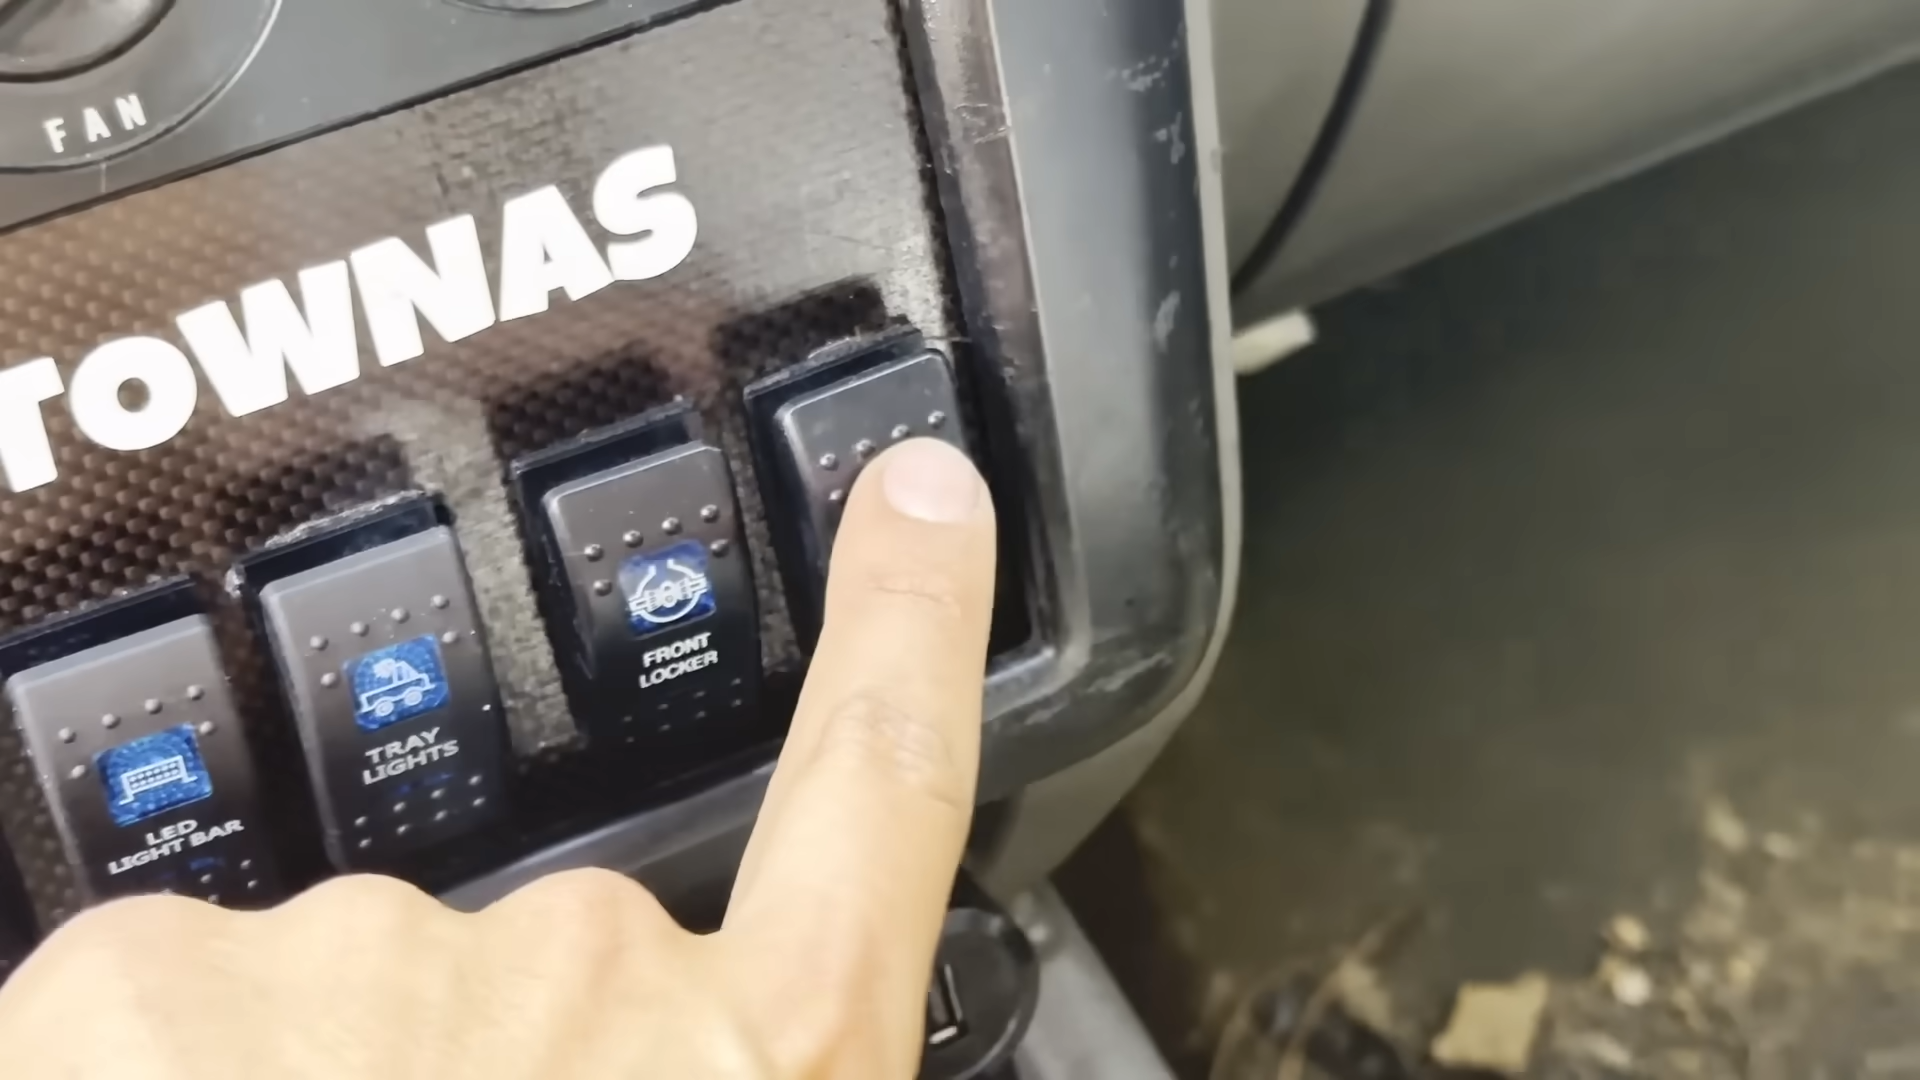 FAN
TOWNAS
FRONT
LOCKER
TRAY
LIGHTS
LED
LIGHT BAR